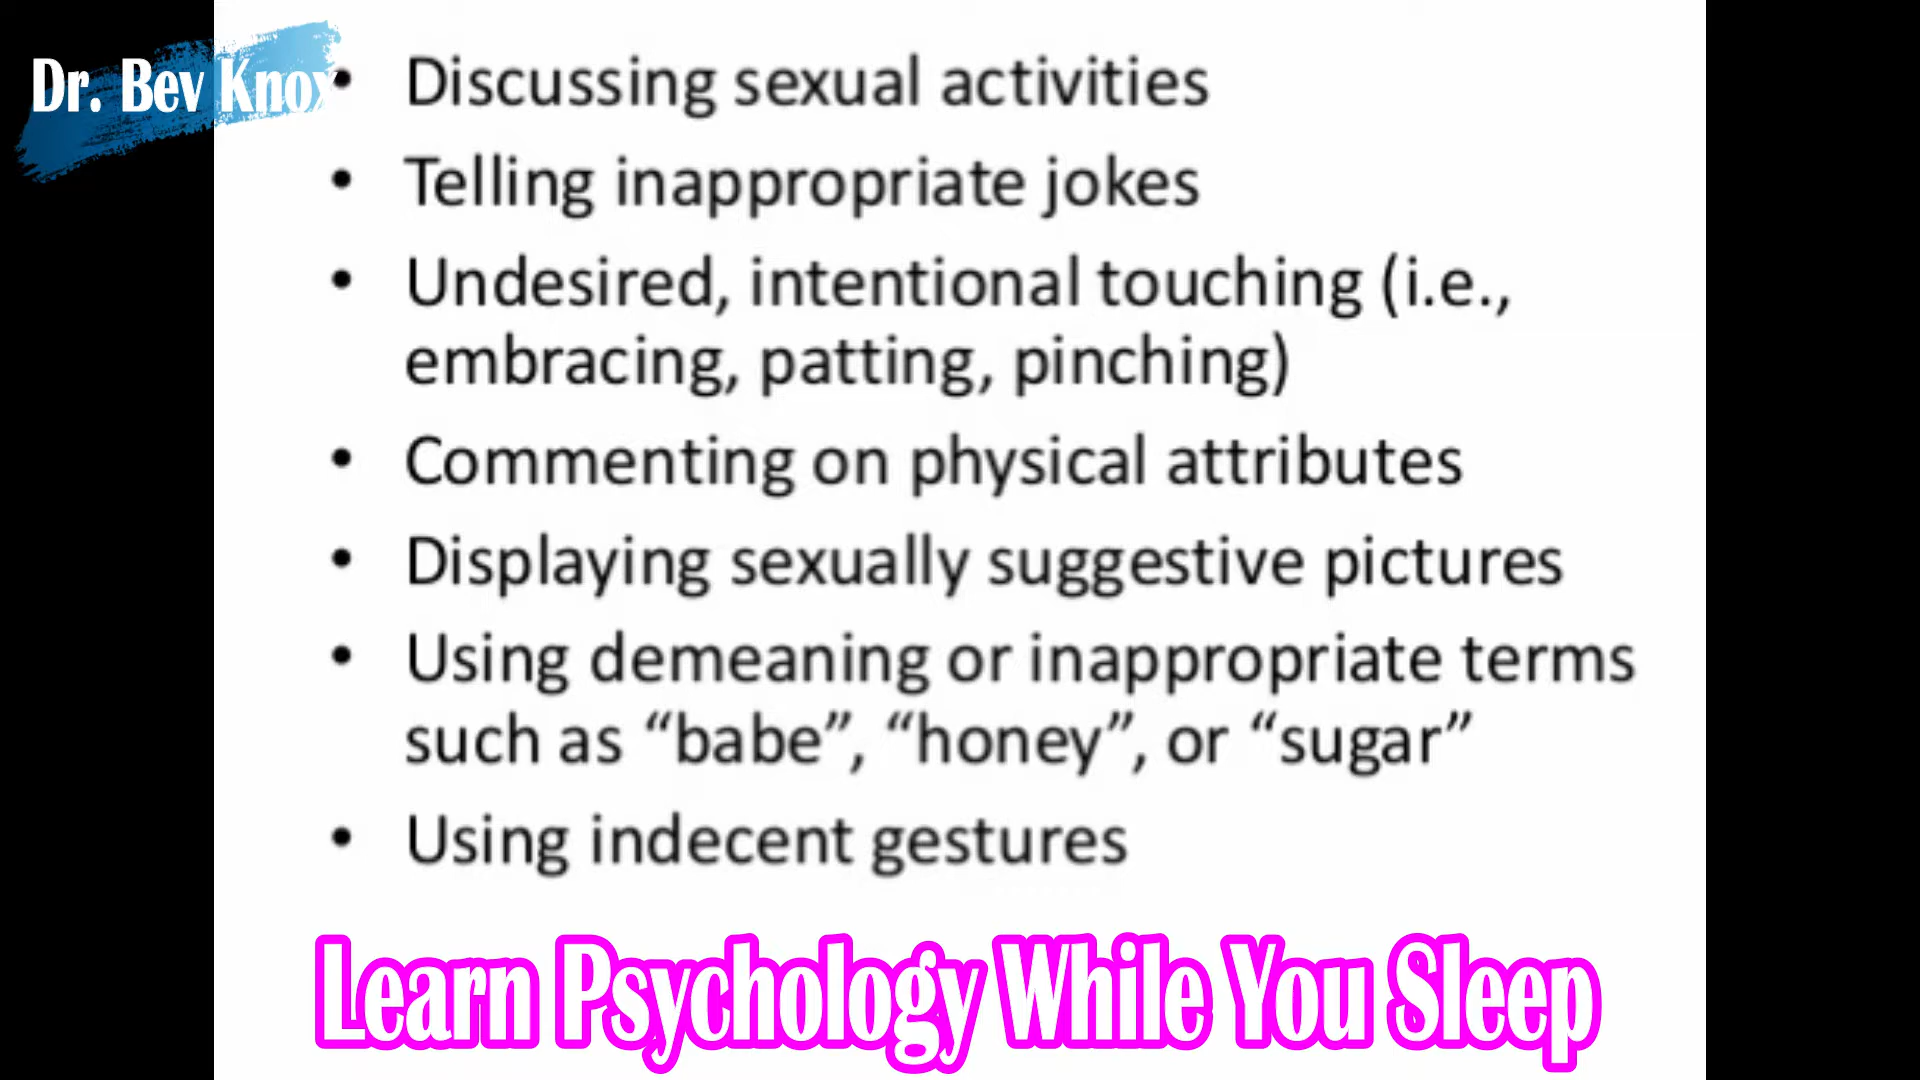 Dr. Bev Knox
• Discussing sexual activities
• Telling inappropriate jokes
• Undesired, intentional touching (i.e.,
embracing, patting, pinching)
• Commenting on physical attributes
• Displaying sexually suggestive pictures
• Using demeaning or inappropriate terms
such as “babe”, “honey”, or “sugar”
• Using indecent gestures
Learn Psychology While You Sleep